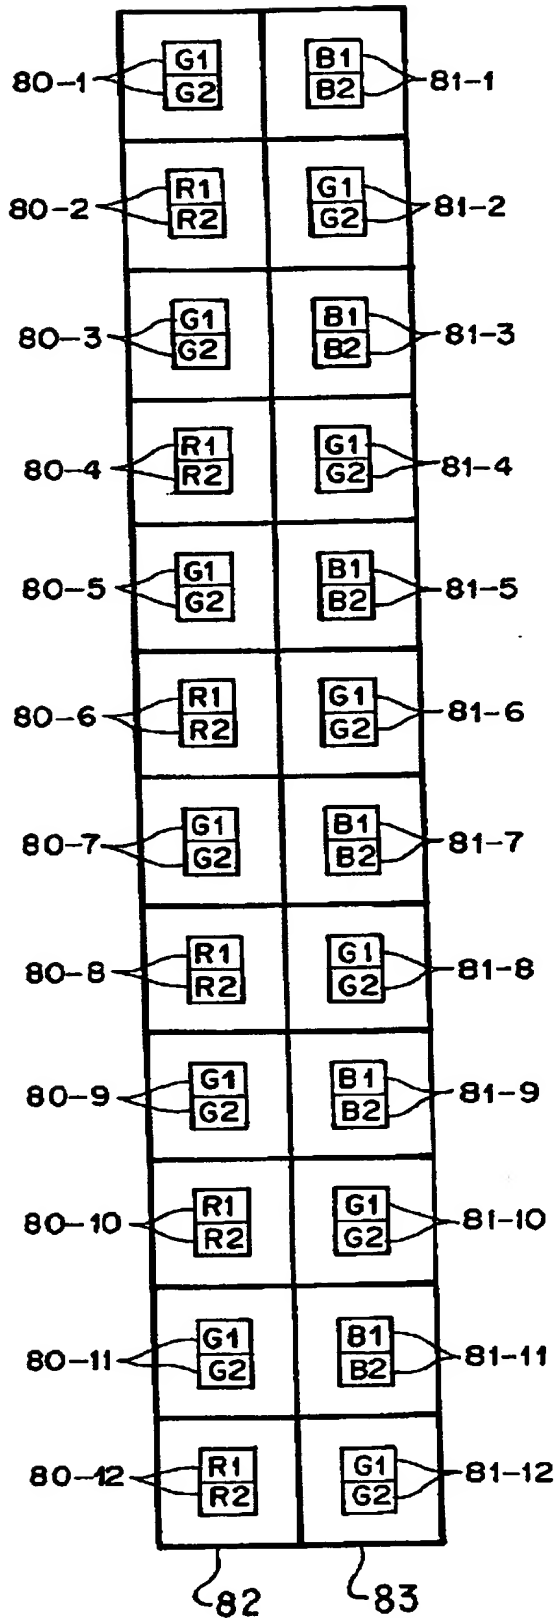 80-1 G1 B1 81-1
G2 B2
80-2 R1 G1 81-2
R2 G2
80-3 G1 B1 81-3
G2 B2
80-4 R1 G1 81-4
R2 G2
80-5 G1 B1 81-5
G2 B2
80-6 R1 G1 81-6
R2 G2
80-7 G1 B1 81-7
G2 B2
80-8 R1 G1 81-8
R2 G2
80-9 G1 B1 81-9
G2 B2
80-10 R1 G1 81-10
R2 G2
80-11 G1 B1 81-11
G2 B2
80-12 R1 G1 81-12
R2 G2
82 83